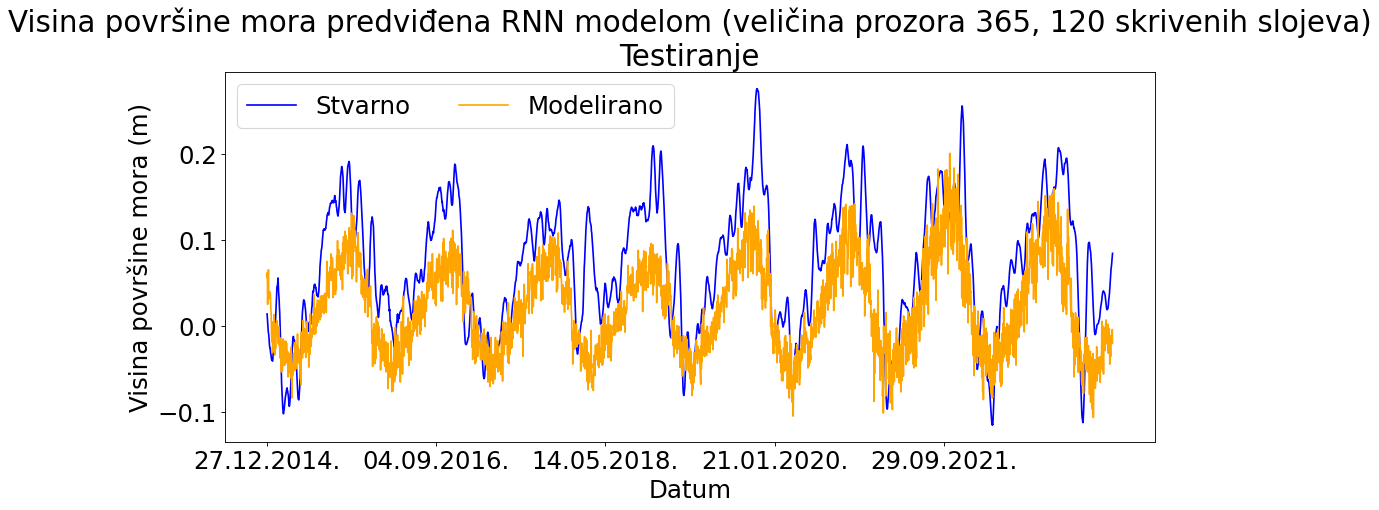 Visina površine mora predviđena RNN modelom (veličina prozora 365, 120 skrivenih slojeva)
Testiranje
Stvarno
Modelirano
Visina površine mora (m)
0.2
0.1
0.0
−0.1
27.12.2014.
04.09.2016.
14.05.2018.
21.01.2020.
29.09.2021.
Datum